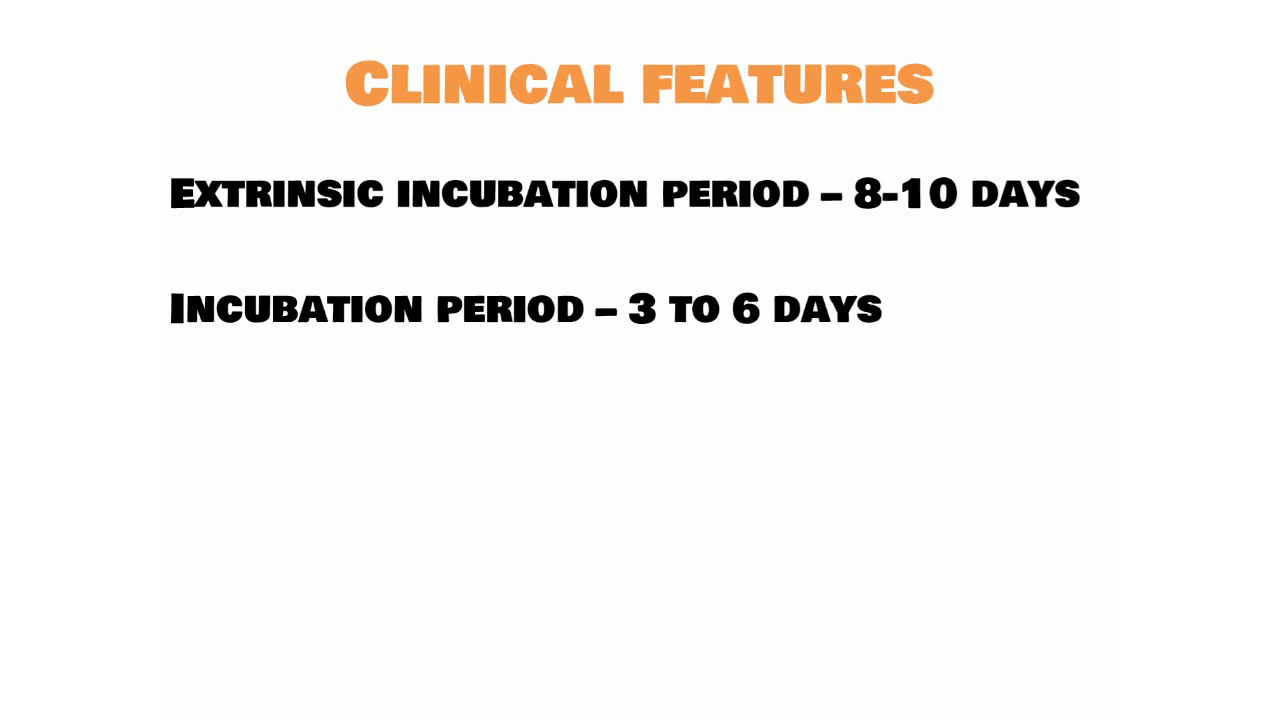 Clinical features
Extrinsic incubation period – 8-10 days
Incubation period – 3 to 6 days